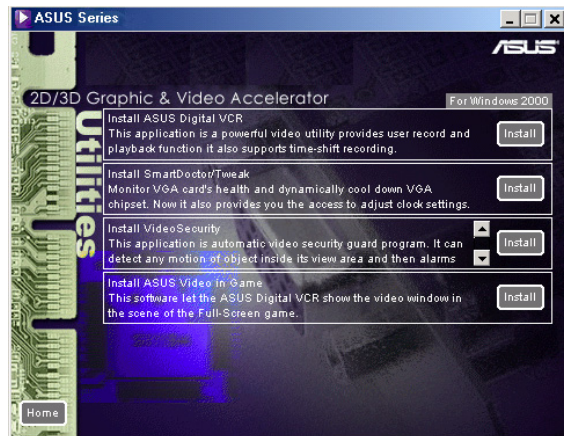 ASUS Series
ASUS
2D/3D Graphic & Video Accelerator
For Windows 2000
Utilities
Install ASUS Digital VCR
This application is a powerful video utility provides user record and
playback function it also supports time-shift recording.
Install
Install SmartDoctor/Tweak
Monitor VGA card's health and dynamically cool down VGA
chipset. Now it also provides you the access to adjust clock settings.
Install
Install VideoSecurity
This application is automatic video security guard program. It can
detect any motion of object inside its view area and then alarms
Install
Install ASUS Video in Game
This software let the ASUS Digital VCR show the video window in
the scene of the Full-Screen game.
Install
Home